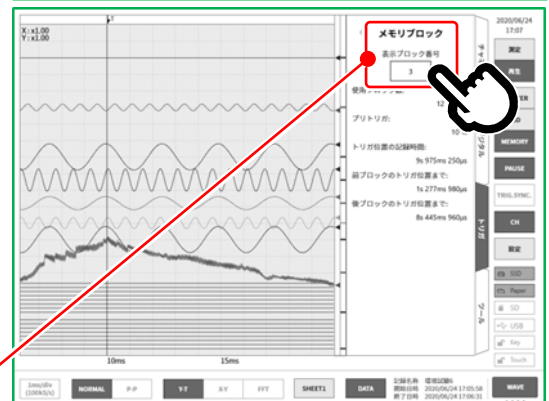 T
X: x1.00
Y: x1.00
メモリブロック
表示ブロック番号
3
12
プリトリガ:
10
トリガ位置の記録時間:
9s 975ms 250μs
前ブロックのトリガ位置まで:
1s 277ms 980μs
後ブロックのトリガ位置まで:
8s 445ms 960μs
トリガ
ツール
2020/06/24
17:07
測定
再生
MEMORY
PAUSE
TRIG.SYNC.
CH
設定
SSD
Paper
SD
USB
Key
Touch
10ms
15ms
1ms/div
(100kS/s)
NORMAL
P-P
Y-T
X-Y
FFT
SHEET1
DATA
記録名称 環境試験6
開始日時 2020/06/24 17:05:58
終了日時 2020/06/24 17:06:31
WAVE